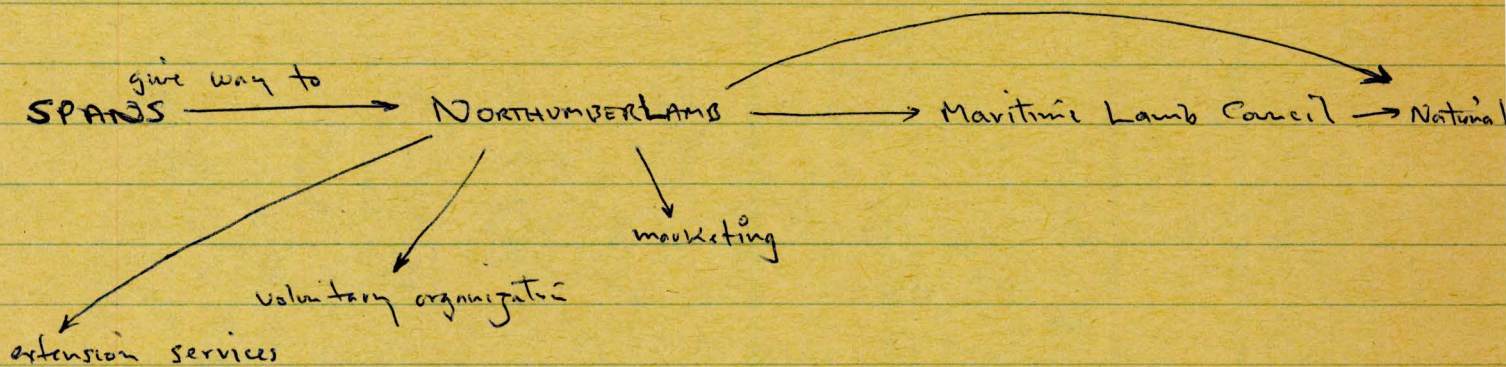 give way to
SPANS NORTHUMBERLAMB Maritime Lamb Council National
marketing
voluntary organization
extension services